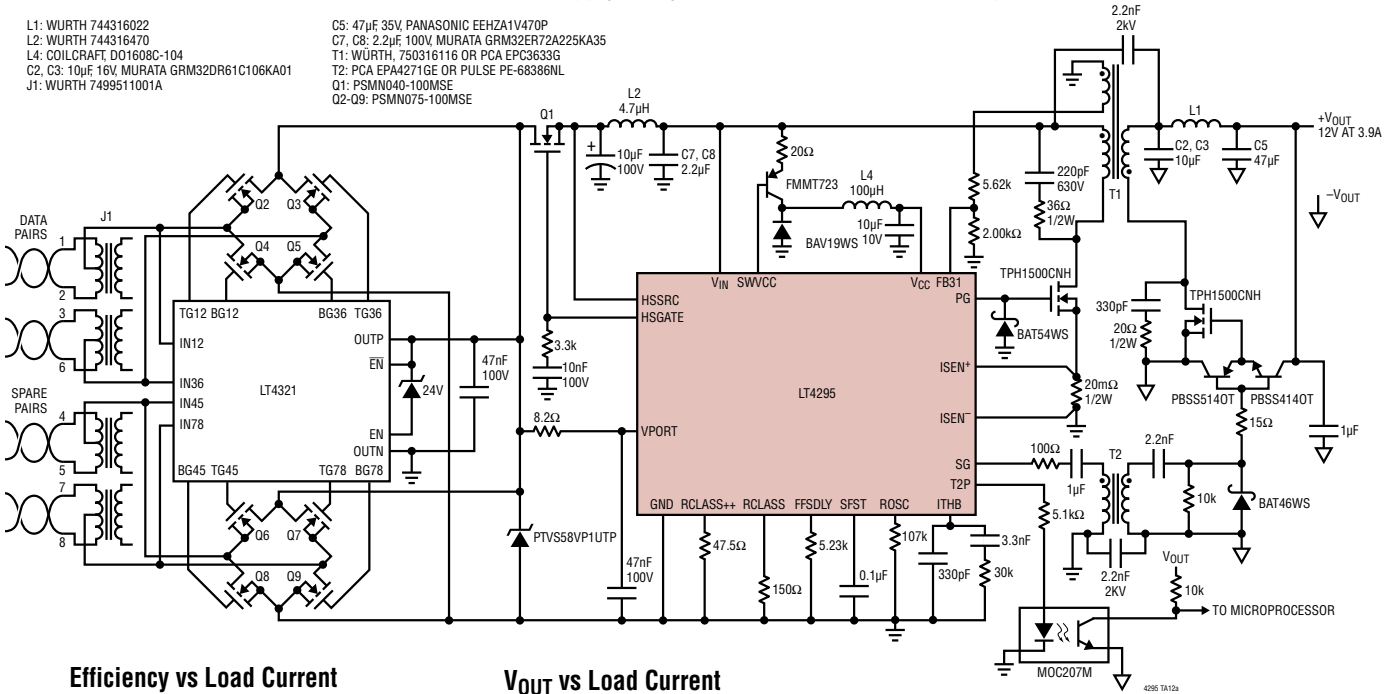 L1: WURTH 744316022
L2: WURTH 744316470
L4: COILCRAFT, DO1608C-104
C2, C3: 10µF, 16V, MURATA GRM32DR61C106KA01
J1: WURTH 7499511001A
C5: 47µF, 35V, PANASONIC EEHZA1V470P
C7, C8: 2.2µF, 100V, MURATA GRM32ER72A225KA35
T1: WÜRTH, 750316116 OR PCA EPC3633G
T2: PCA EPA4271GE OR PULSE PE-68386NL
Q1: PSMN040-100MSE
Q2-Q9: PSMN075-100MSE
2.2nF
2kV
Q1
L2
4.7µH
+
10µF
100V
C7, C8
2.2µF
20Ω
FMMT723
L4
100µH
BAV19WS
10µF
10V
5.62k
2.00kΩ
220pF
630V
36Ω
1/2W
T1
L1
C2, C3
10µF
C5
47µF
+VOUT
12V AT 3.9A
–VOUT
DATA
PAIRS
J1
1
2
3
6
SPARE
PAIRS
4
5
7
8
Q2
Q3
Q4
Q5
TG12 BG12
BG36 TG36
IN12
IN36
IN45
IN78
LT4321
OUTP
EN
EN
OUTN
BG45 TG45
TG78 BG78
Q6
Q7
Q8
Q9
24V
47nF
100V
3.3k
10nF
100V
8.2Ω
PTVS58VP1UTP
47nF
100V
VIN SWVCC
VCC FB31
HSSRC
HSGATE
VPORT
LT4295
PG
ISEN+
ISEN–
SG
T2P
GND RCLASS++ RCLASS FFSDLY SFST ROSC ITHB
47.5Ω
150Ω
5.23k
0.1µF
107k
330pF
3.3nF
30k
TPH1500CNH
BAT54WS
20mΩ
1/2W
330pF
20Ω
1/2W
TPH1500CNH
PBSS5140T
PBSS4140T
15Ω
1µF
100Ω
1µF
T2
2.2nF
10k
BAT46WS
2.2nF
2KV
5.1kΩ
VOUT
10k
TO MICROPROCESSOR
MOC207M
4295 TA12a
Efficiency vs Load Current
VOUT vs Load Current